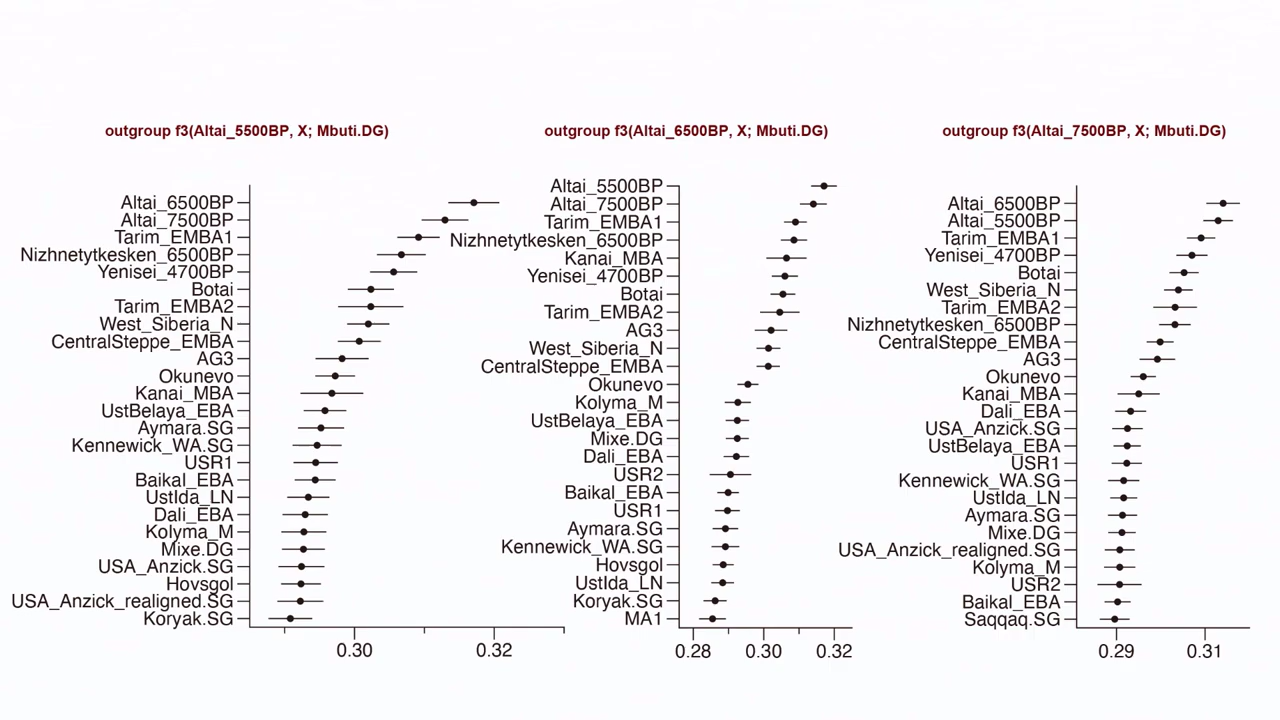 outgroup f3(Altai_5500BP, X; Mbuti.DG)
Altai_6500BP
Altai_7500BP
Tarim_EMBA1
Nizhnetytkesken_6500BP
Yenisei_4700BP
Botai
Tarim_EMBA2
West_Siberia_N
CentralSteppe_EMBA
AG3
Okunevo
Kanai_MBA
UstBelaya_EBA
Aymara.SG
Kennewick_WA.SG
USR1
Baikal_EBA
UstIda_LN
Dali_EBA
Kolyma_M
Mixe.DG
USA_Anzick.SG
Hovsgol
USA_Anzick_realigned.SG
Koryak.SG
0.30 0.32
outgroup f3(Altai_6500BP, X; Mbuti.DG)
Altai_5500BP
Altai_7500BP
Tarim_EMBA1
Nizhnetytkesken_6500BP
Kanai_MBA
Yenisei_4700BP
Botai
Tarim_EMBA2
AG3
West_Siberia_N
CentralSteppe_EMBA
Okunevo
Kolyma_M
UstBelaya_EBA
Mixe.DG
Dali_EBA
USR2
Baikal_EBA
USR1
Aymara.SG
Kennewick_WA.SG
Hovsgol
UstIda_LN
Koryak.SG
MA1
0.28 0.30 0.32
outgroup f3(Altai_7500BP, X; Mbuti.DG)
Altai_6500BP
Altai_5500BP
Tarim_EMBA1
Yenisei_4700BP
Botai
West_Siberia_N
Tarim_EMBA2
Nizhnetytkesken_6500BP
CentralSteppe_EMBA
AG3
Okunevo
Kanai_MBA
Dali_EBA
USA_Anzick.SG
UstBelaya_EBA
USR1
Kennewick_WA.SG
UstIda_LN
Aymara.SG
Mixe.DG
USA_Anzick_realigned.SG
Kolyma_M
USR2
Baikal_EBA
Saqqaq.SG
0.29 0.31